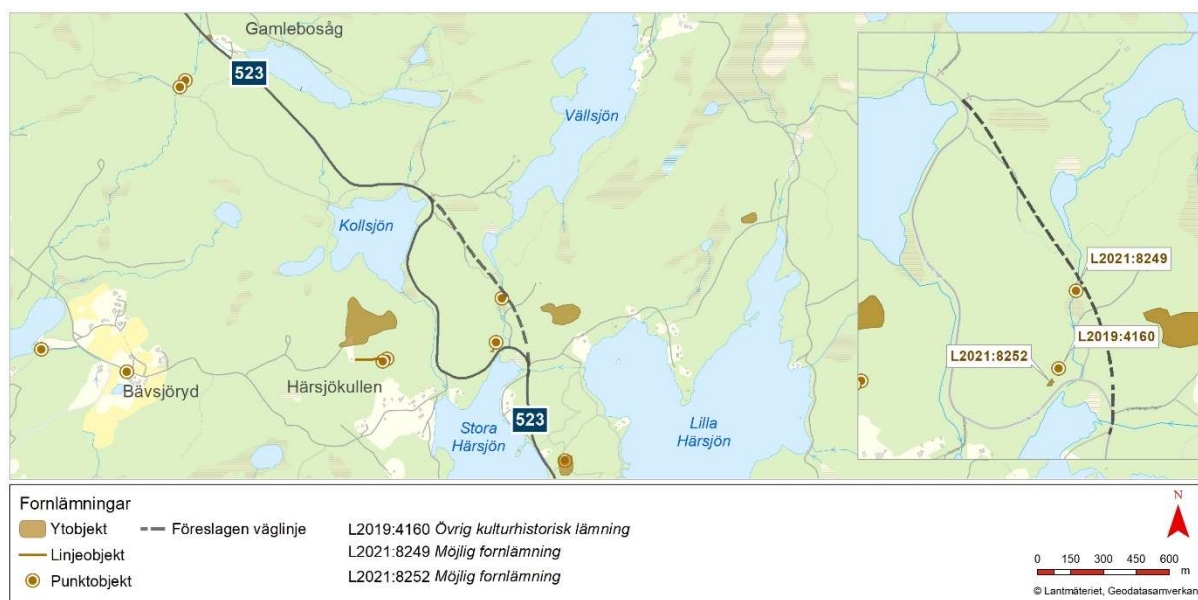 Gamlebosåg
523
Vällsjön
Kollsjön
L2021:8249
L2019:4160
L2021:8252
Bävsjöryd
Härsjökullen
Stora
Härsjön
523
Lilla
Härsjön
Fornlämningar
Ytobjekt
Föreslagen väglinje
L2019:4160 Övrig kulturhistorisk lämning
Linjeobjekt
L2021:8249 Möjlig fornlämning
Punktobjekt
L2021:8252 Möjlig fornlämning
N
0 150 300 450 600
m
© Lantmäteriet, Geodatasamverkan